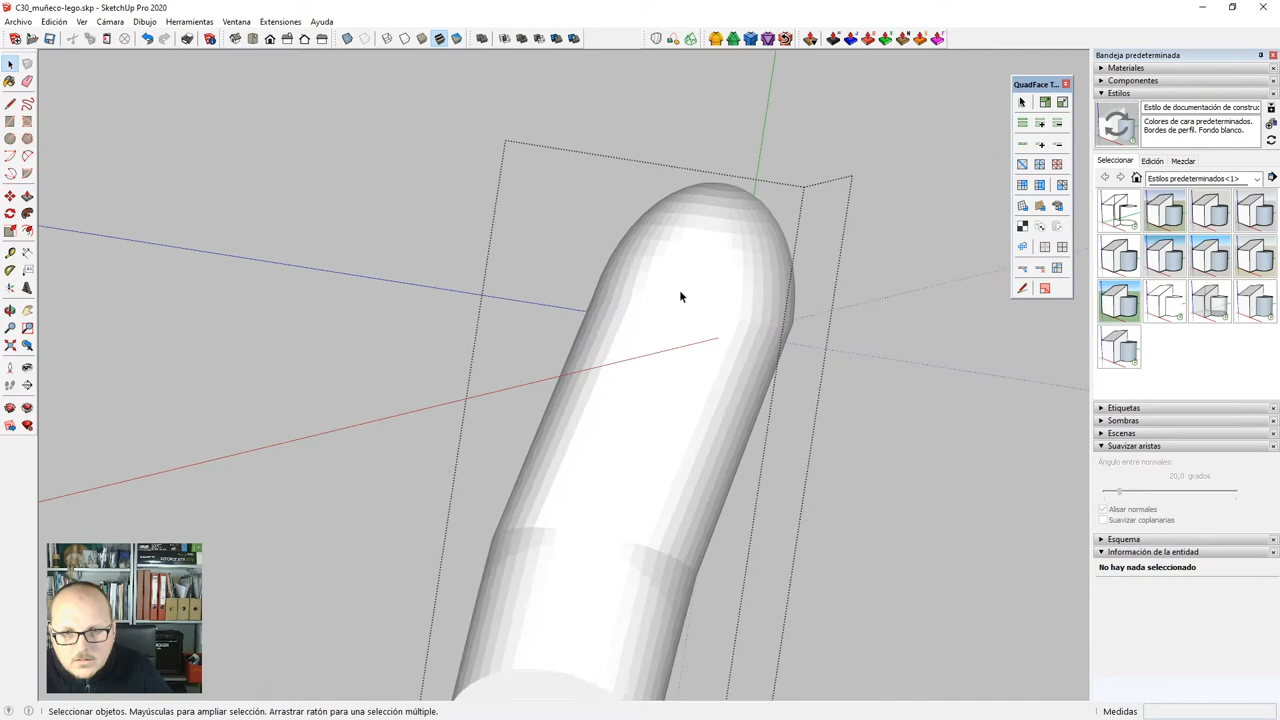 C30_muñeco-lego.skp - SketchUp Pro 2020
Archivo Edición Ver Cámara Dibujo Herramientas Ventana Extensiones Ayuda
Bandeja predeterminada
Materiales
Componentes
Estilos
Estilo de documentación de construc
Colores de cara predeterminados.
Bordes de perfil. Fondo blanco.
Seleccionar Edición Mezclar
Estilos predeterminados<1>
QuadFace T...
Etiquetas
Sombras
Escenas
Suavizar aristas
Ángulo entre normales:
20,0 grados
Alisar normales
Suavizar coplanarias
Esquema
Información de la entidad
No hay nada seleccionado
Seleccionar objetos. Mayúsculas para ampliar selección. Arrastrar ratón para una selección múltiple.
Medidas